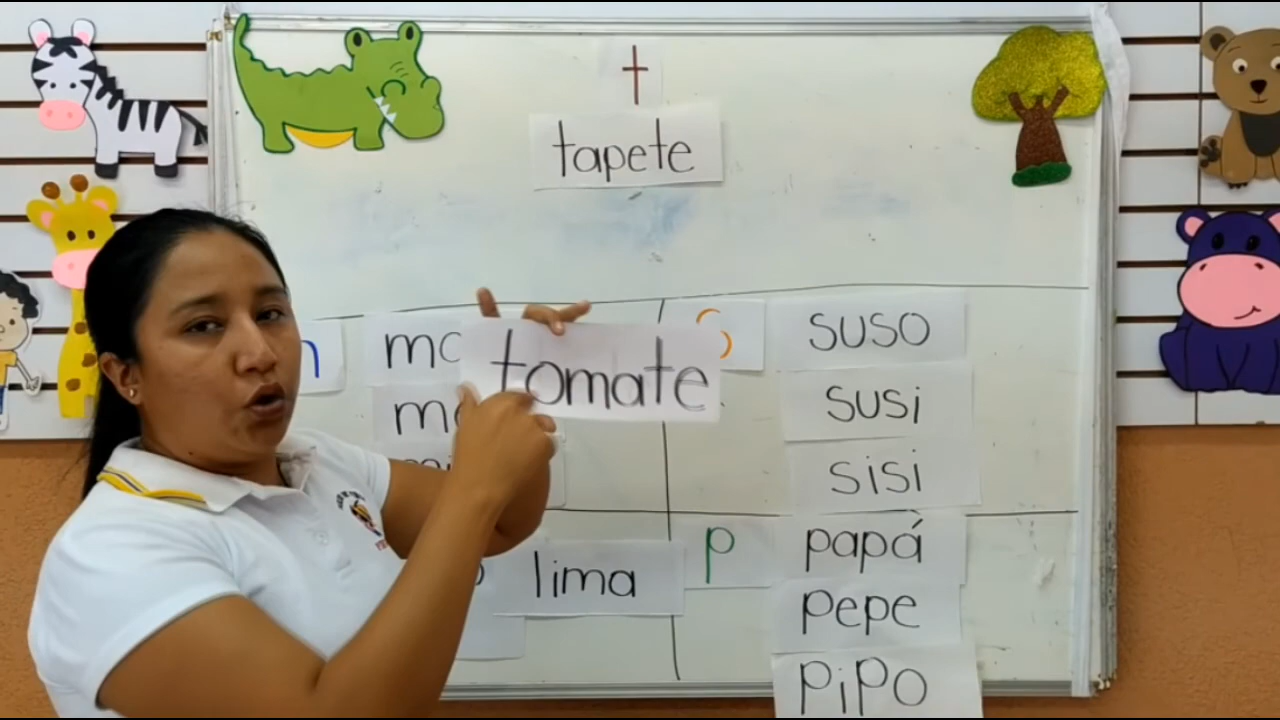 t
tapete
s
suso
tomate
susi
sisi
p
papá
lima
pepe
pipo